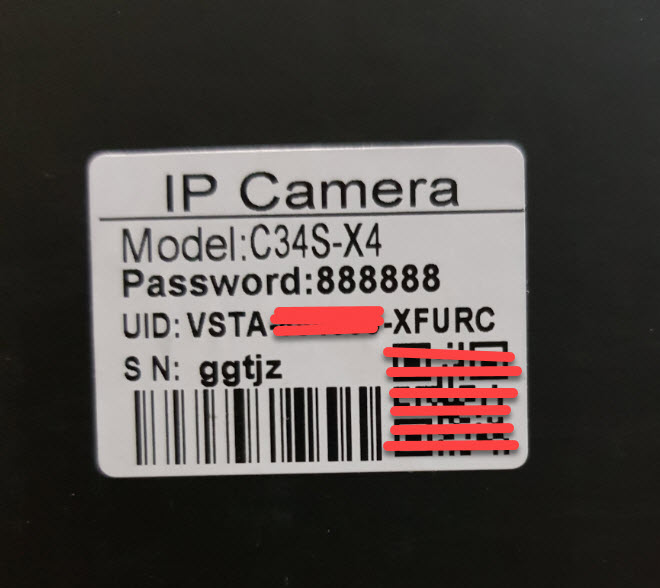 IP Camera
Model:C34S-X4
Password:888888
UID: VSTA-        -XFURC
S N: ggtjz